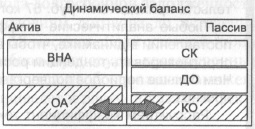 Динамический баланс
Актив Пассив
ВНА СК
ДО
ОА КО